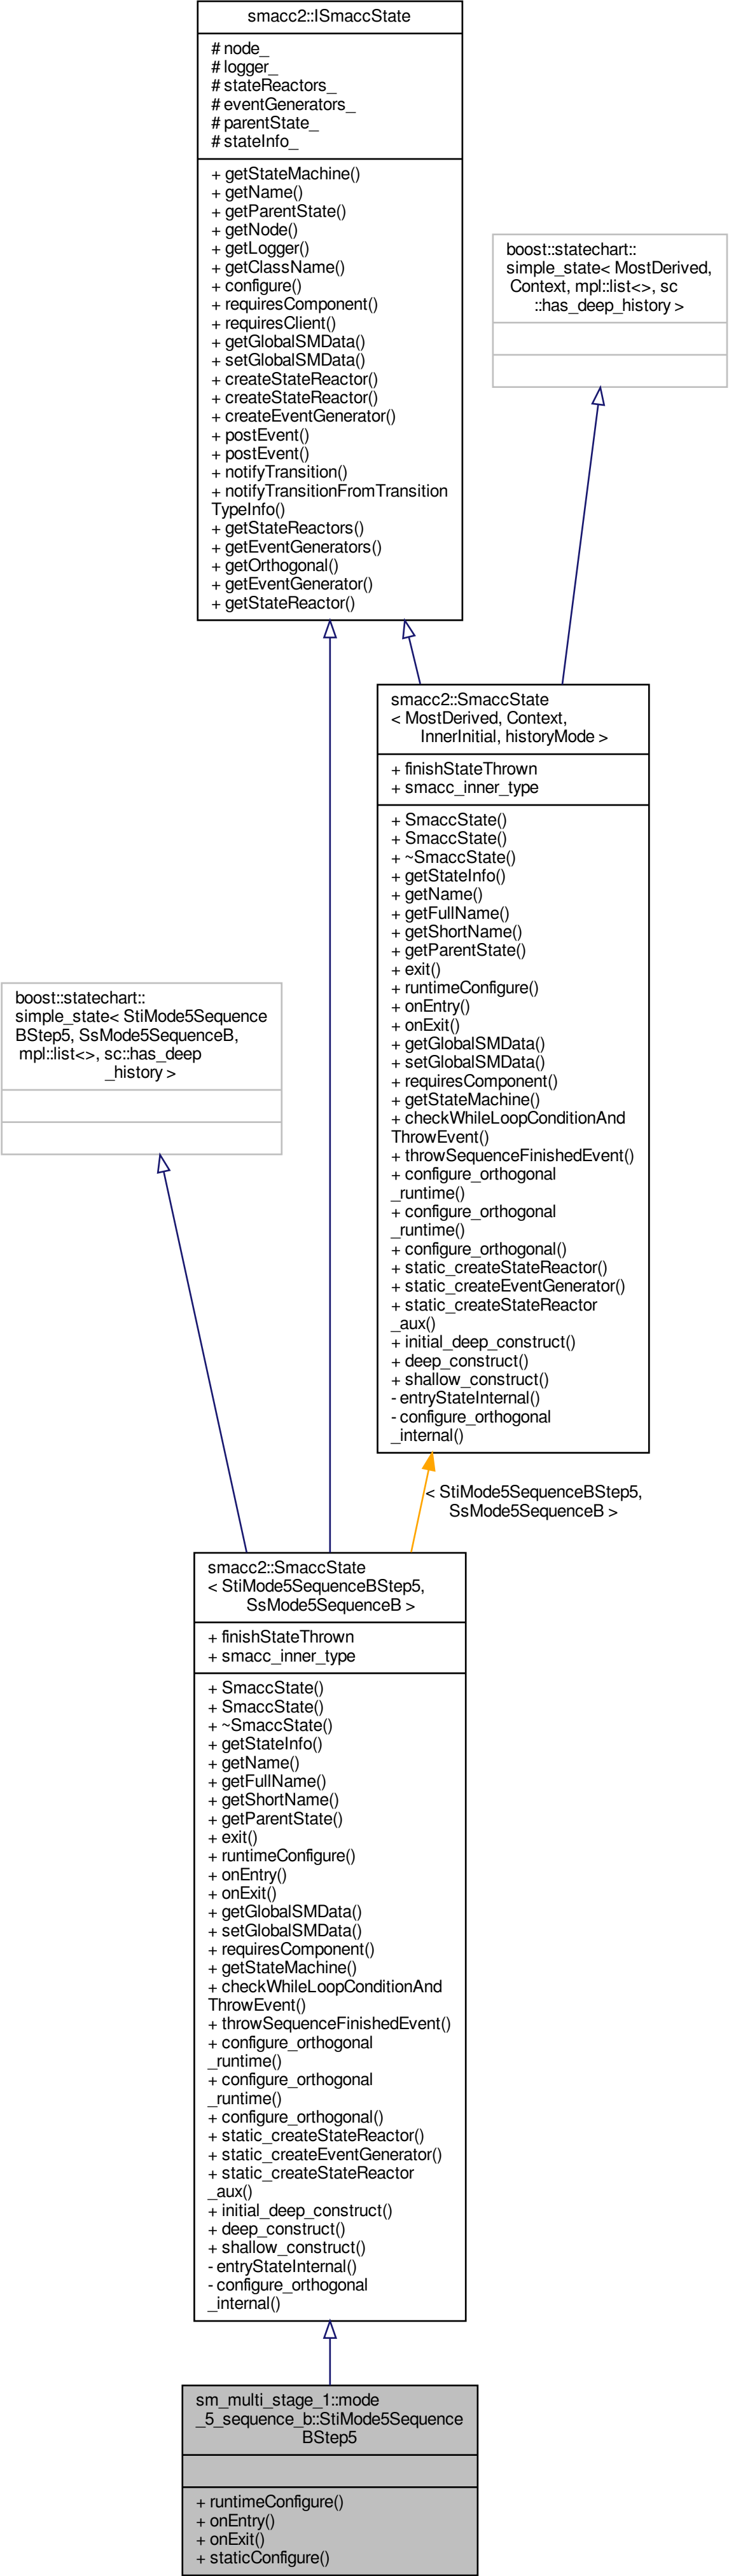 smacc2::ISmaccState
# node_
# logger_
# stateReactors_
# eventGenerators_
# parentState_
# stateInfo_
+ getStateMachine()
+ getName()
+ getParentState()
+ getNode()
+ getLogger()
+ getClassName()
+ configure()
+ requiresComponent()
+ requiresClient()
+ getGlobalSMData()
+ setGlobalSMData()
+ createStateReactor()
+ createStateReactor()
+ createEventGenerator()
+ postEvent()
+ postEvent()
+ notifyTransition()
+ notifyTransitionFromTransition
TypeInfo()
+ getStateReactors()
+ getEventGenerators()
+ getOrthogonal()
+ getEventGenerator()
+ getStateReactor()
boost::statechart::
simple_state< MostDerived,
Context, mpl::list<>, sc
::has_deep_history >
smacc2::SmaccState
< MostDerived, Context,
InnerInitial, historyMode >
+ finishStateThrown
+ smacc_inner_type
+ SmaccState()
+ SmaccState()
+ ~SmaccState()
+ getStateInfo()
+ getName()
+ getFullName()
+ getShortName()
+ getParentState()
+ exit()
+ runtimeConfigure()
+ onEntry()
+ onExit()
+ getGlobalSMData()
+ setGlobalSMData()
+ requiresComponent()
+ getStateMachine()
+ checkWhileLoopConditionAnd
ThrowEvent()
+ throwSequenceFinishedEvent()
+ configure_orthogonal
_runtime()
+ configure_orthogonal
_runtime()
+ configure_orthogonal()
+ static_createStateReactor()
+ static_createEventGenerator()
+ static_createStateReactor
_aux()
+ initial_deep_construct()
+ deep_construct()
+ shallow_construct()
- entryStateInternal()
- configure_orthogonal
_internal()
boost::statechart::
simple_state< StiMode5Sequence
BStep5, SsMode5SequenceB,
mpl::list<>, sc::has_deep
_history >
< StiMode5SequenceBStep5,
SsMode5SequenceB >
smacc2::SmaccState
< StiMode5SequenceBStep5,
SsMode5SequenceB >
+ finishStateThrown
+ smacc_inner_type
+ SmaccState()
+ SmaccState()
+ ~SmaccState()
+ getStateInfo()
+ getName()
+ getFullName()
+ getShortName()
+ getParentState()
+ exit()
+ runtimeConfigure()
+ onEntry()
+ onExit()
+ getGlobalSMData()
+ setGlobalSMData()
+ requiresComponent()
+ getStateMachine()
+ checkWhileLoopConditionAnd
ThrowEvent()
+ throwSequenceFinishedEvent()
+ configure_orthogonal
_runtime()
+ configure_orthogonal
_runtime()
+ configure_orthogonal()
+ static_createStateReactor()
+ static_createEventGenerator()
+ static_createStateReactor
_aux()
+ initial_deep_construct()
+ deep_construct()
+ shallow_construct()
- entryStateInternal()
- configure_orthogonal
_internal()
sm_multi_stage_1::mode
_5_sequence_b::StiMode5Sequence
BStep5
+ runtimeConfigure()
+ onEntry()
+ onExit()
+ staticConfigure()